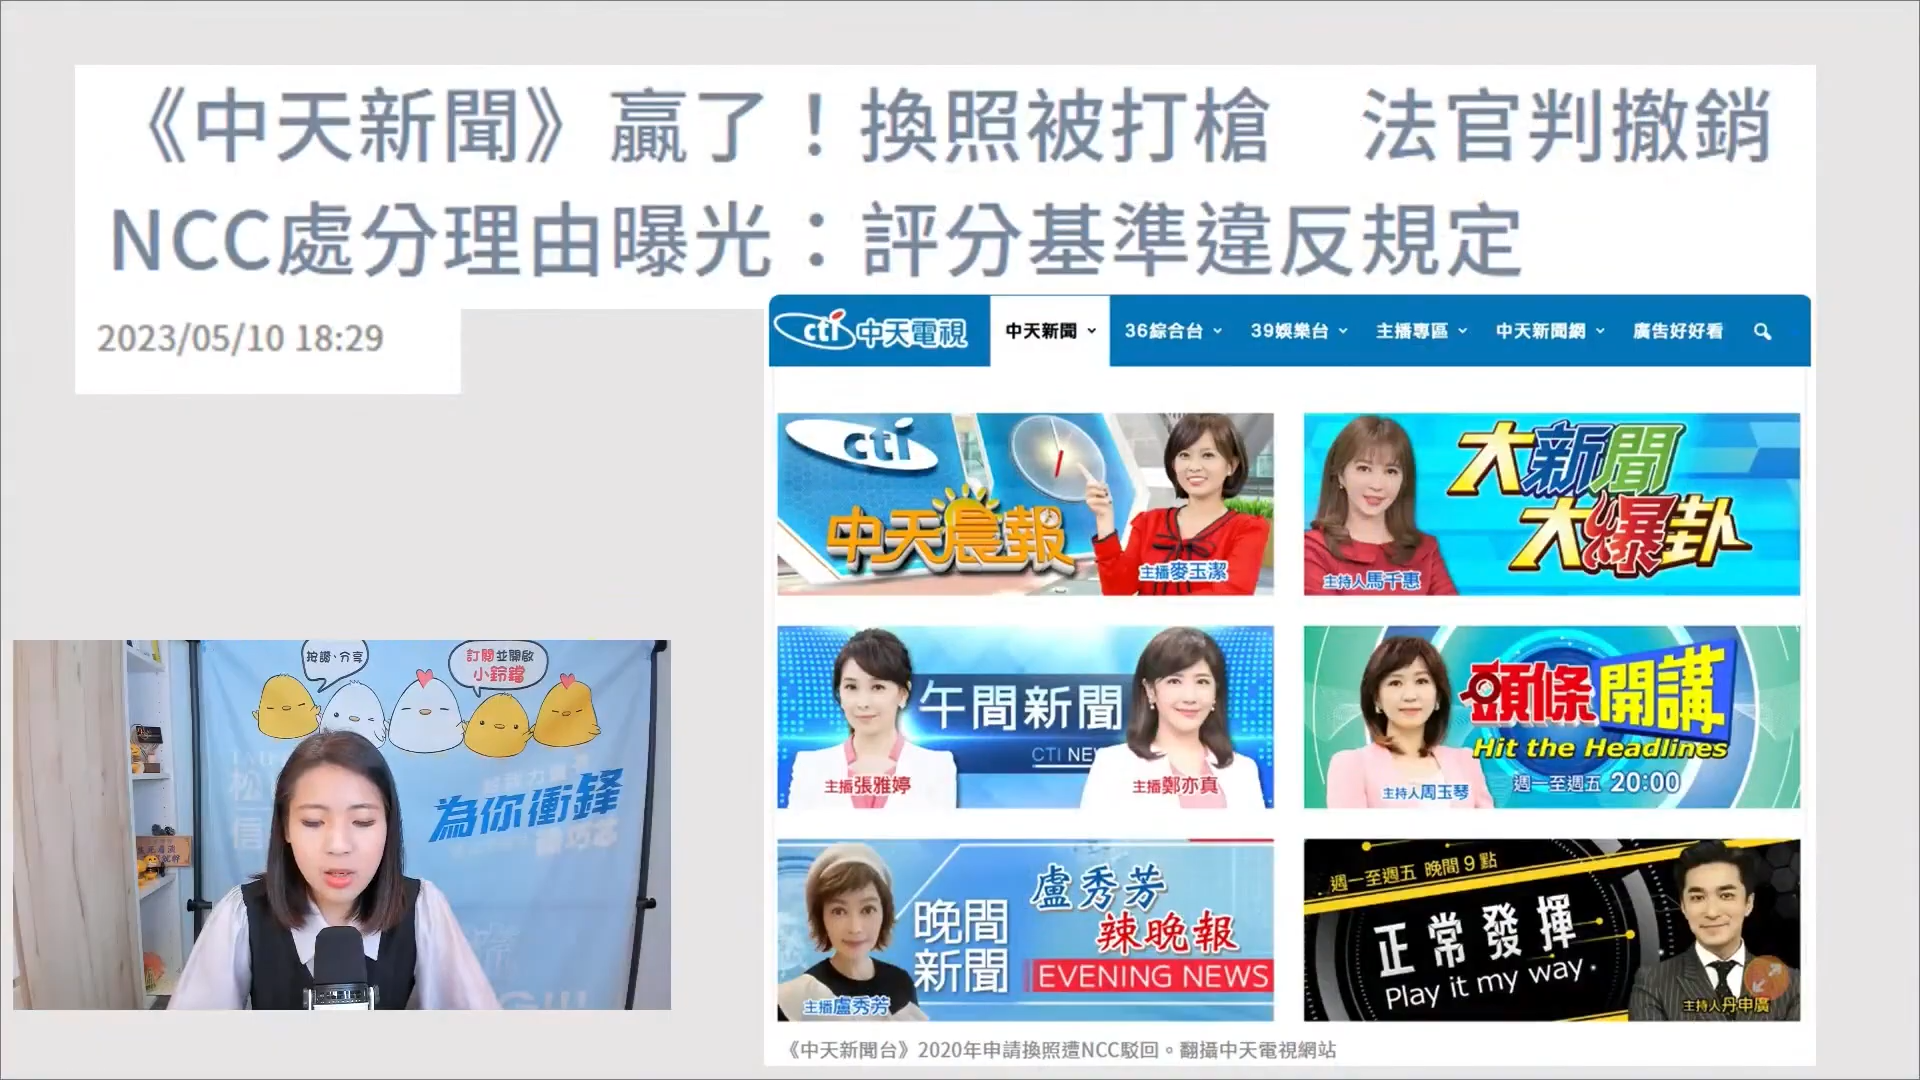 《中天新聞》贏了！換照被打槍　法官判撤銷
NCC處分理由曝光：評分基準違反規定
2023/05/10 18:29
cti 中天電視
中天新聞
36綜合台
39娛樂台
主播專區
中天新聞網
廣告好好看
cti
中天晨報
主播麥玉潔
大新聞
大爆卦
主持人馬千惠
午間新聞
CTI NE
主播張雅婷
主播鄭亦真
頭條開講
Hit the Headlines
週一至週五 20:00
主持人周玉琴
晚間
新聞
盧秀芳
辣晚報
EVENING NEWS
主播盧秀芳
週一至週五 晚間9點
正常發揮
Play it my way
主持人丹申廣
《中天新聞台》2020年申請換照遭NCC駁回。翻攝中天電視網站
按讚、分享
訂閱並開啟
小鈴鐺
為你衝鋒